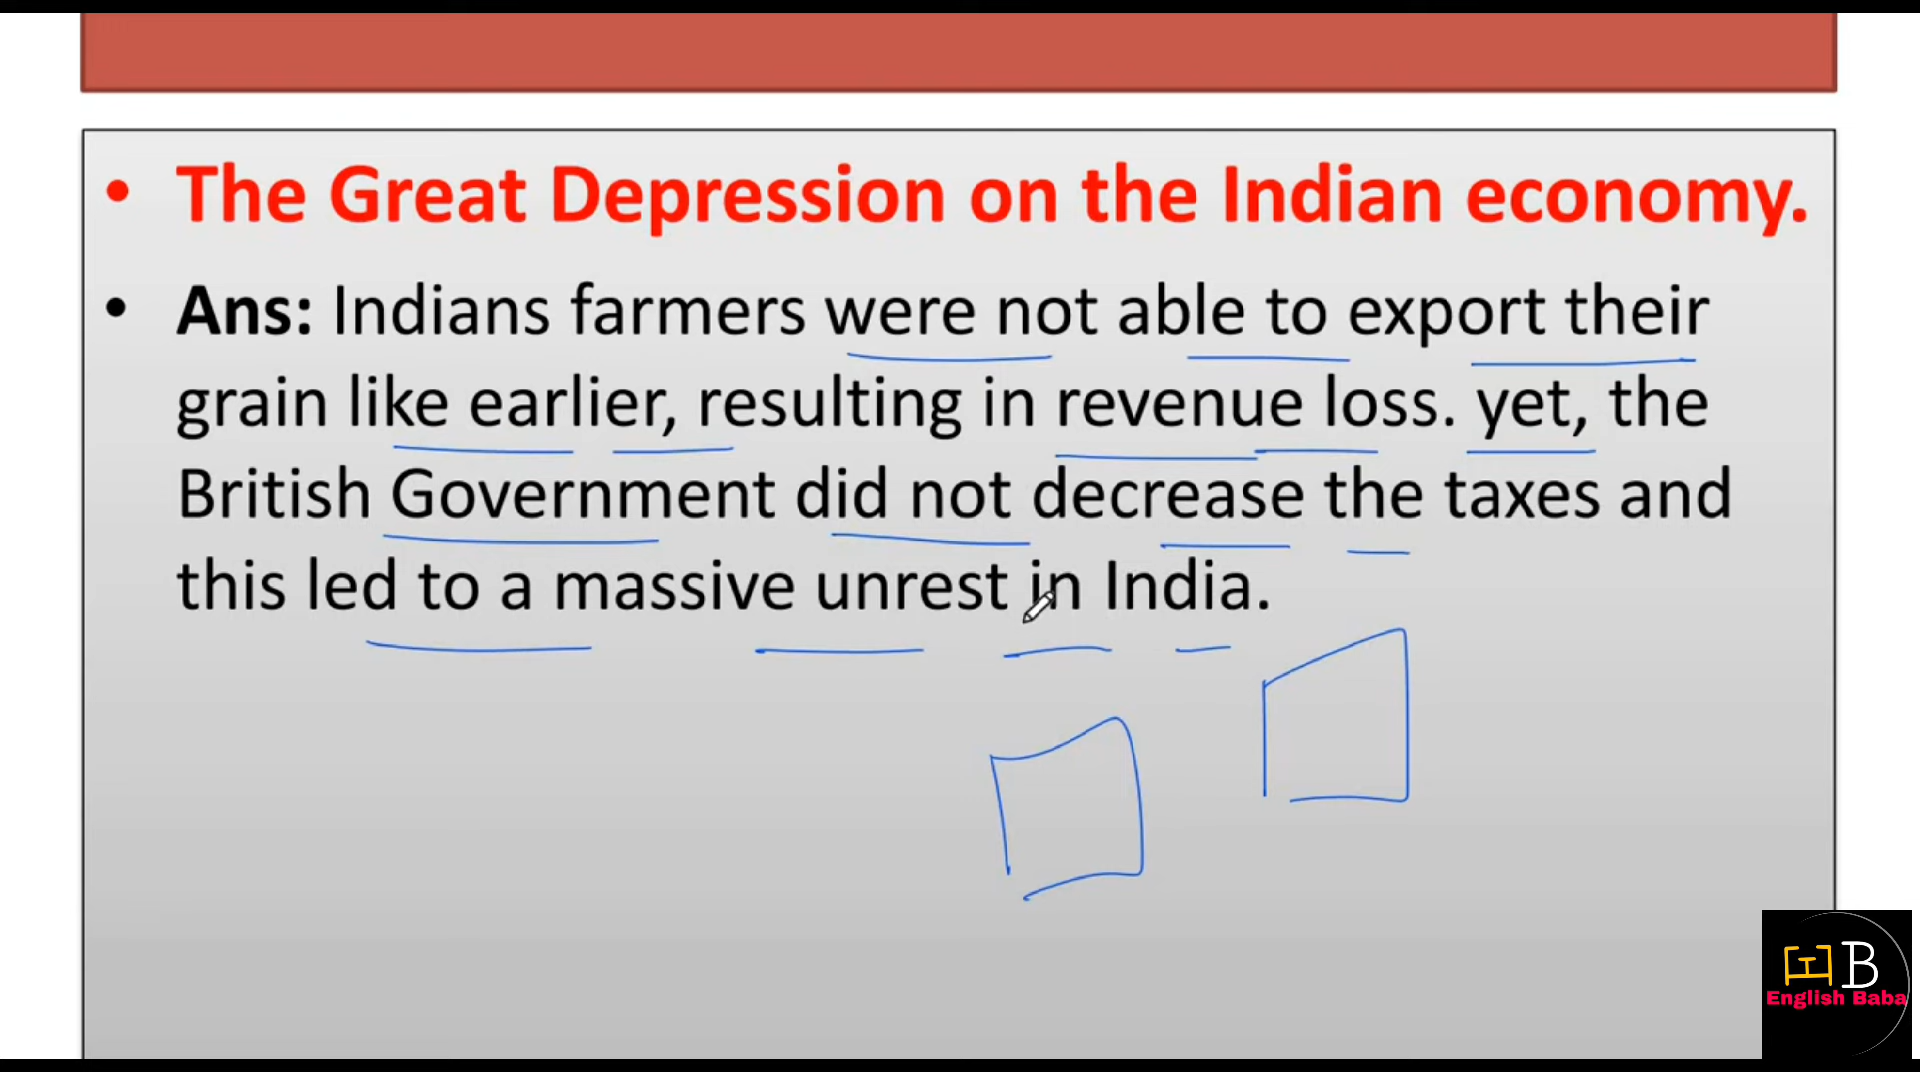 • The Great Depression on the Indian economy.
• Ans: Indians farmers were not able to export their
grain like earlier, resulting in revenue loss. yet, the
British Government did not decrease the taxes and
this led to a massive unrest in India.
EB
English Baba